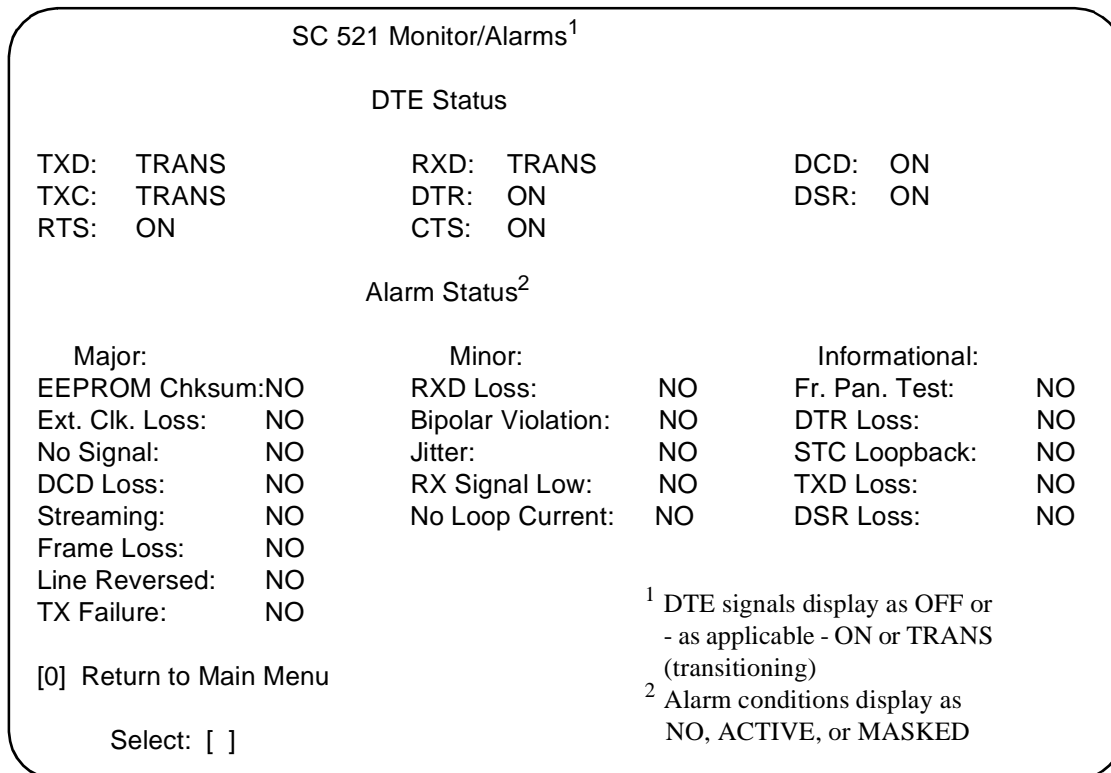 SC 521 Monitor/Alarms1
DTE Status
TXD: TRANS RXD: TRANS DCD: ON
TXC: TRANS DTR: ON DSR: ON
RTS: ON CTS: ON
Alarm Status2
Major: Minor: Informational:
EEPROM Chksum:NO RXD Loss: NO Fr. Pan. Test: NO
Ext. Clk. Loss: NO Bipolar Violation: NO DTR Loss: NO
No Signal: NO Jitter: NO STC Loopback: NO
DCD Loss: NO RX Signal Low: NO TXD Loss: NO
Streaming: NO No Loop Current: NO DSR Loss: NO
Frame Loss: NO
Line Reversed: NO
TX Failure: NO
[0] Return to Main Menu
Select: [ ]
1 DTE signals display as OFF or
- as applicable - ON or TRANS
(transitioning)
2 Alarm conditions display as
NO, ACTIVE, or MASKED